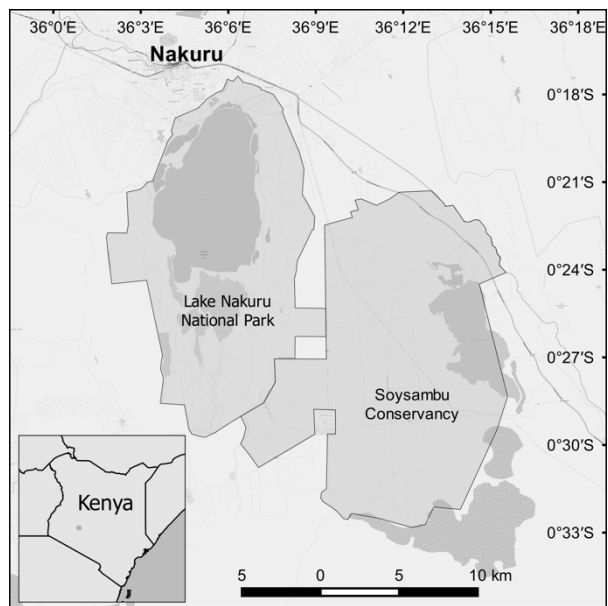 36°0'E 36°3'E 36°6'E 36°9'E 36°12'E 36°15'E 36°18'E
Nakuru
0°18'S
0°21'S
0°24'S
Lake Nakuru
National Park
0°27'S
Soysambu
Conservancy
0°30'S
Kenya
0°33'S
5 0 5 10 km